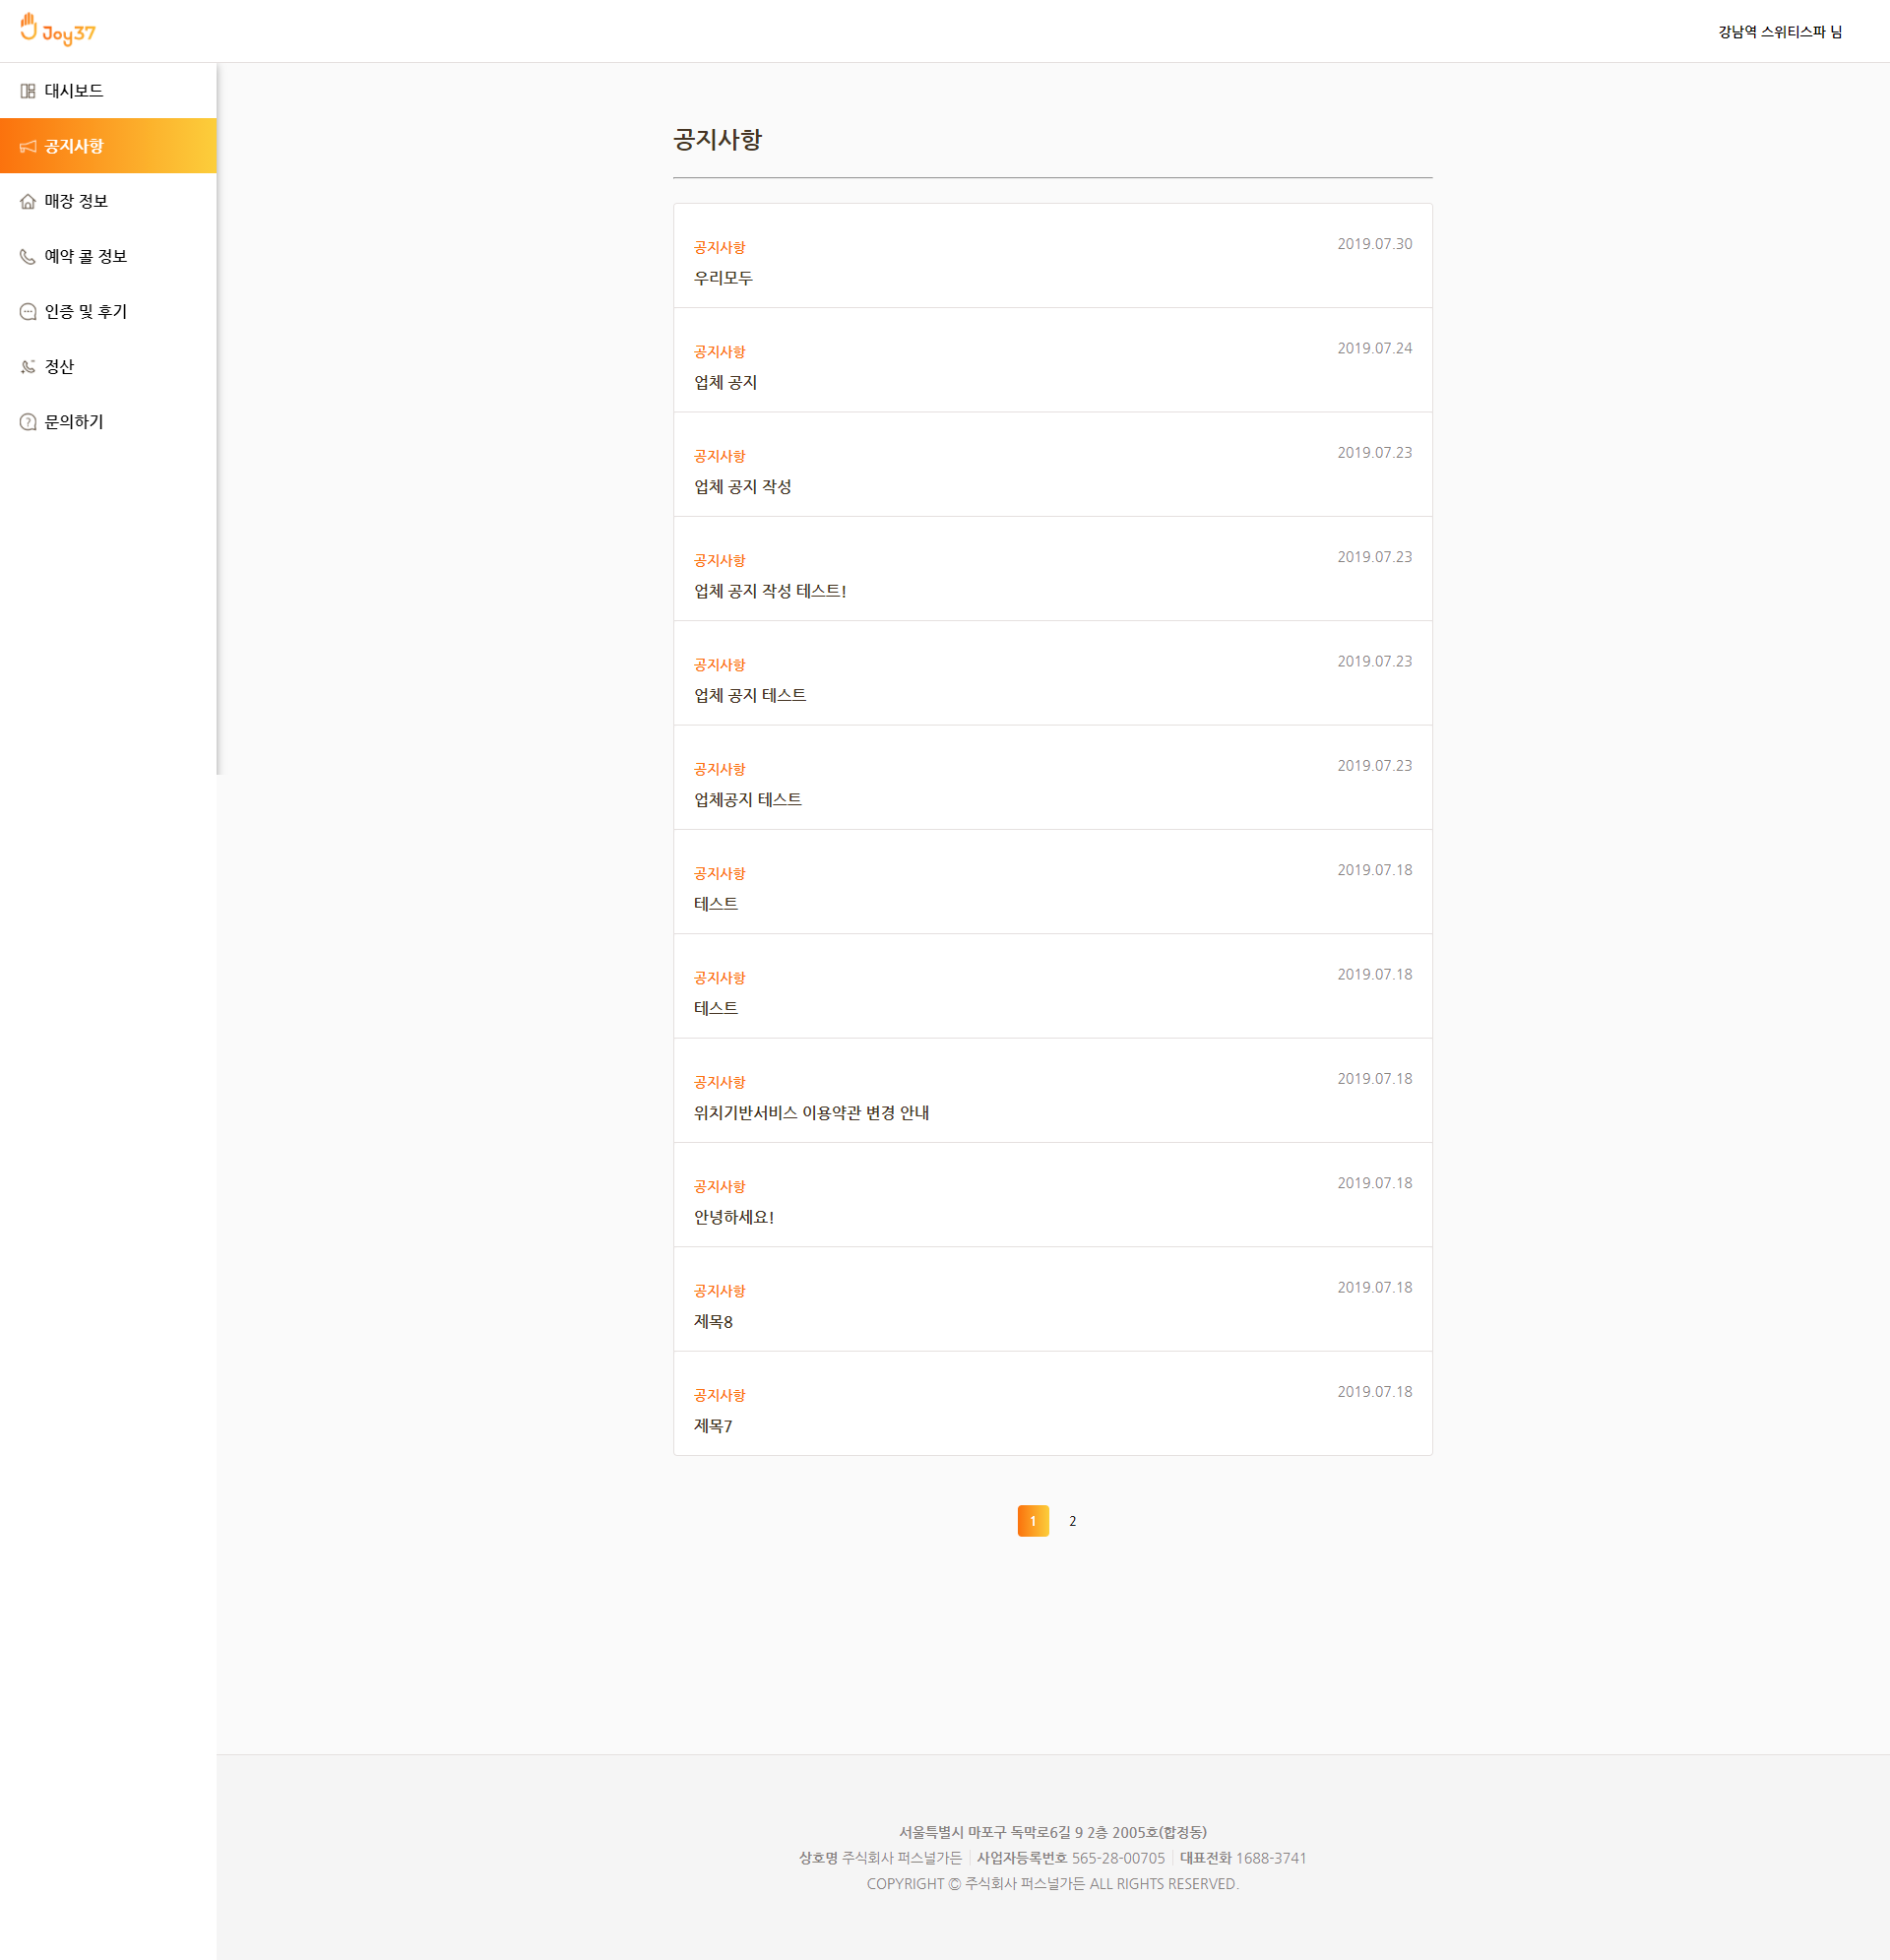 Joy37
강남역 스위티스파 님
대시보드
공지사항
매장 정보
예약 콜 정보
인증 및 후기
정산
문의하기
공지사항
공지사항
2019.07.30
우리모두
공지사항
2019.07.24
업체 공지
공지사항
2019.07.23
업체 공지 작성
공지사항
2019.07.23
업체 공지 작성 테스트!
공지사항
2019.07.23
업체 공지 테스트
공지사항
2019.07.23
업체공지 테스트
공지사항
2019.07.18
테스트
공지사항
2019.07.18
테스트
공지사항
2019.07.18
위치기반서비스 이용약관 변경 안내
공지사항
2019.07.18
안녕하세요!
공지사항
2019.07.18
제목8
공지사항
2019.07.18
제목7
1 2
서울특별시 마포구 독막로6길 9 2층 2005호(합정동)
상호명 주식회사 퍼스널가든 | 사업자등록번호 565-28-00705 | 대표전화 1688-3741
COPYRIGHT © 주식회사 퍼스널가든 ALL RIGHTS RESERVED.